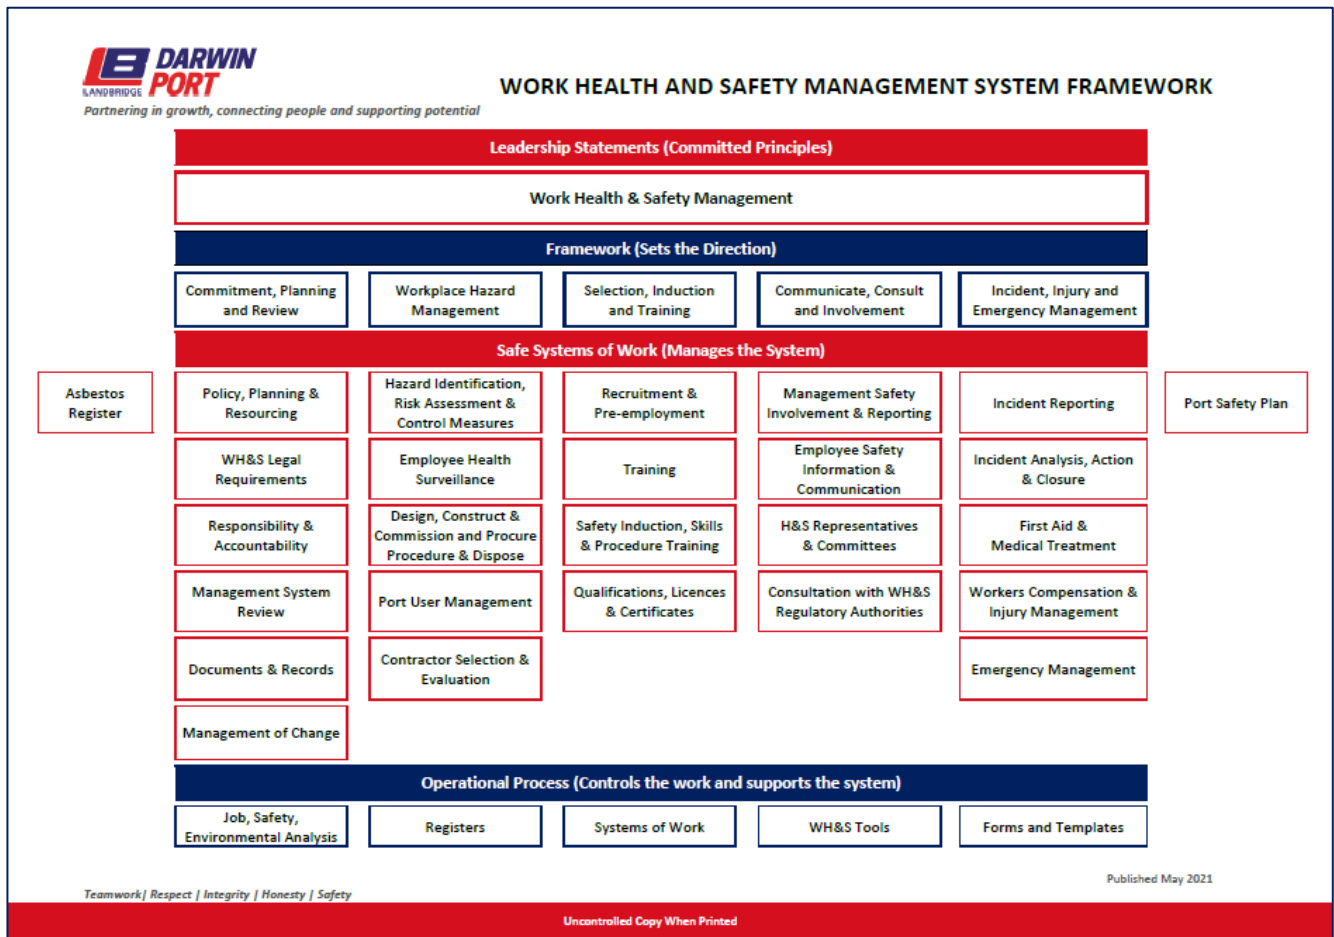 DARWIN
PORT
LANDBRIDGE
Partnering in growth, connecting people and supporting potential
WORK HEALTH AND SAFETY MANAGEMENT SYSTEM FRAMEWORK
Leadership Statements (Committed Principles)
Work Health & Safety Management
Framework (Sets the Direction)
Commitment, Planning
and Review
Workplace Hazard
Management
Selection, Induction
and Training
Communicate, Consult
and Involvement
Incident, Injury and
Emergency Management
Safe Systems of Work (Manages the System)
Asbestos
Register
Policy, Planning &
Resourcing
Hazard Identification,
Risk Assessment &
Control Measures
Recruitment &
Pre-employment
Management Safety
Involvement & Reporting
Incident Reporting
Port Safety Plan
WH&S Legal
Requirements
Employee Health
Surveillance
Training
Employee Safety
Information &
Communication
Incident Analysis, Action
& Closure
Responsibility &
Accountability
Design, Construct &
Commission and Procure
Procedure & Dispose
Safety Induction, Skills
& Procedure Training
H&S Representatives
& Committees
First Aid &
Medical Treatment
Management System
Review
Port User Management
Qualifications, Licences
& Certificates
Consultation with WH&S
Regulatory Authorities
Workers Compensation &
Injury Management
Documents & Records
Contractor Selection &
Evaluation
Emergency Management
Management of Change
Operational Process (Controls the work and supports the system)
Job, Safety,
Environmental Analysis
Registers
Systems of Work
WH&S Tools
Forms and Templates
Published May 2021
Teamwork| Respect | Integrity | Honesty | Safety
Uncontrolled Copy When Printed